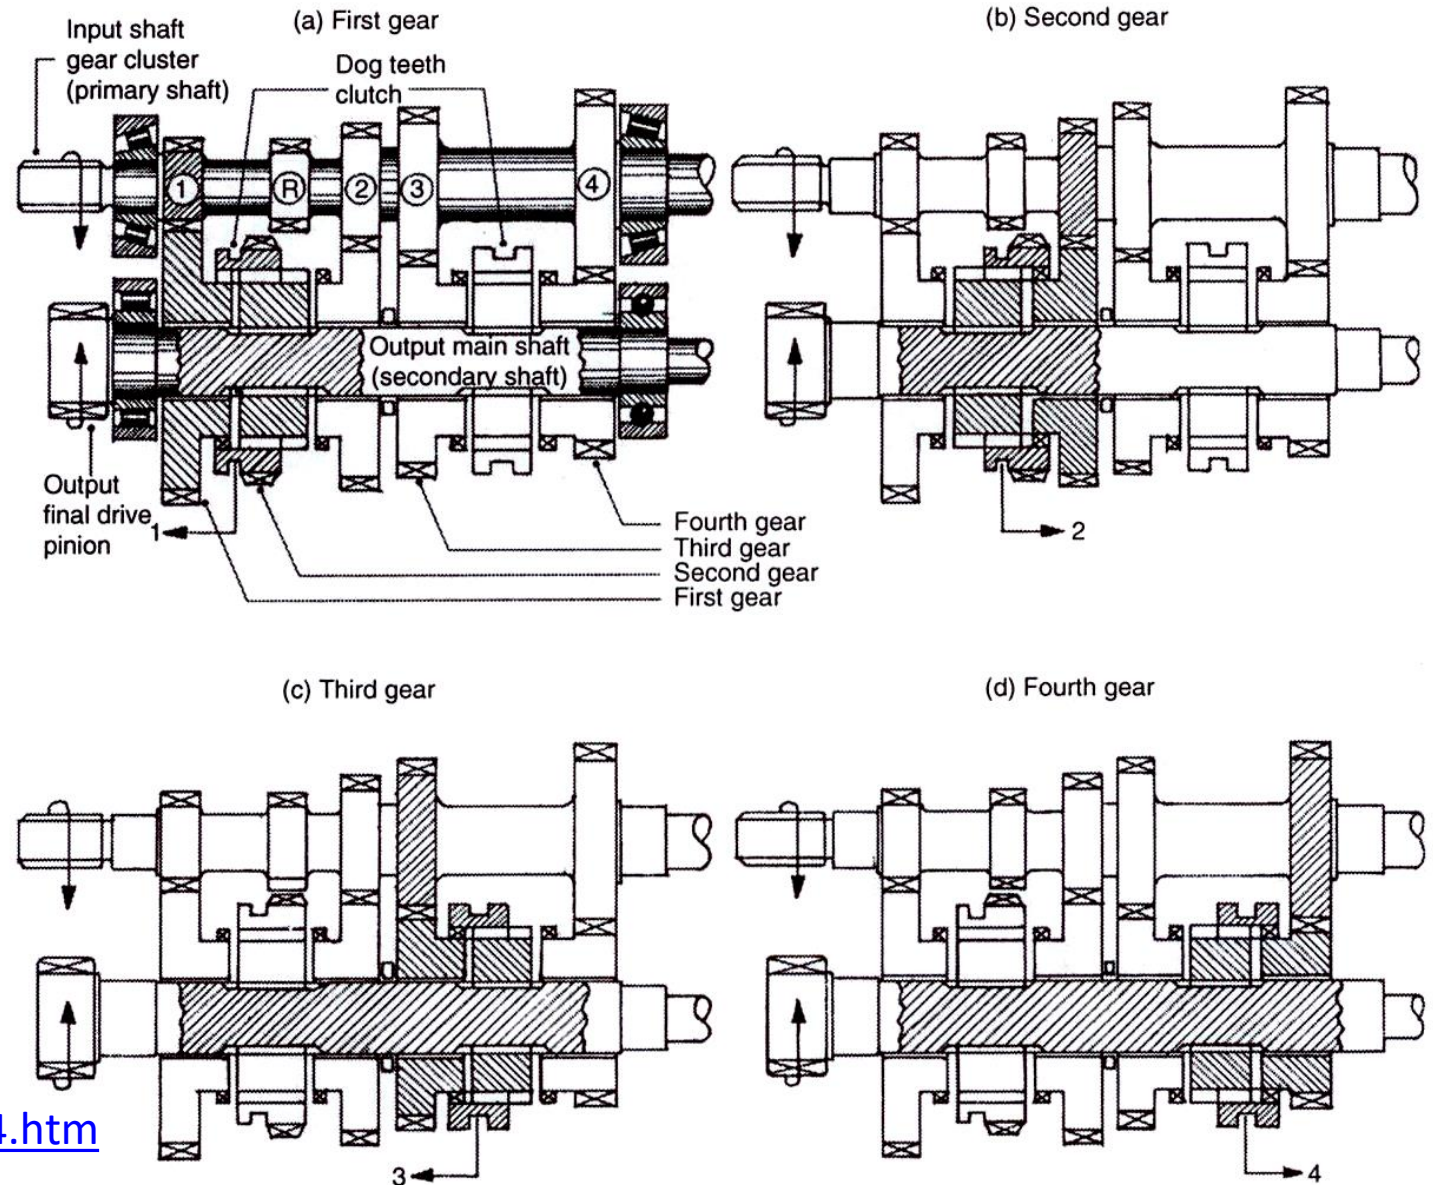 (a) First gear
(b) Second gear
Input shaft
gear cluster
(primary shaft)
Dog teeth
clutch
1
R
2
3
4
Output main shaft
(secondary shaft)
Output
final drive
pinion
1
Fourth gear
Third gear
Second gear
First gear
2
(c) Third gear
(d) Fourth gear
4.htm
3
4